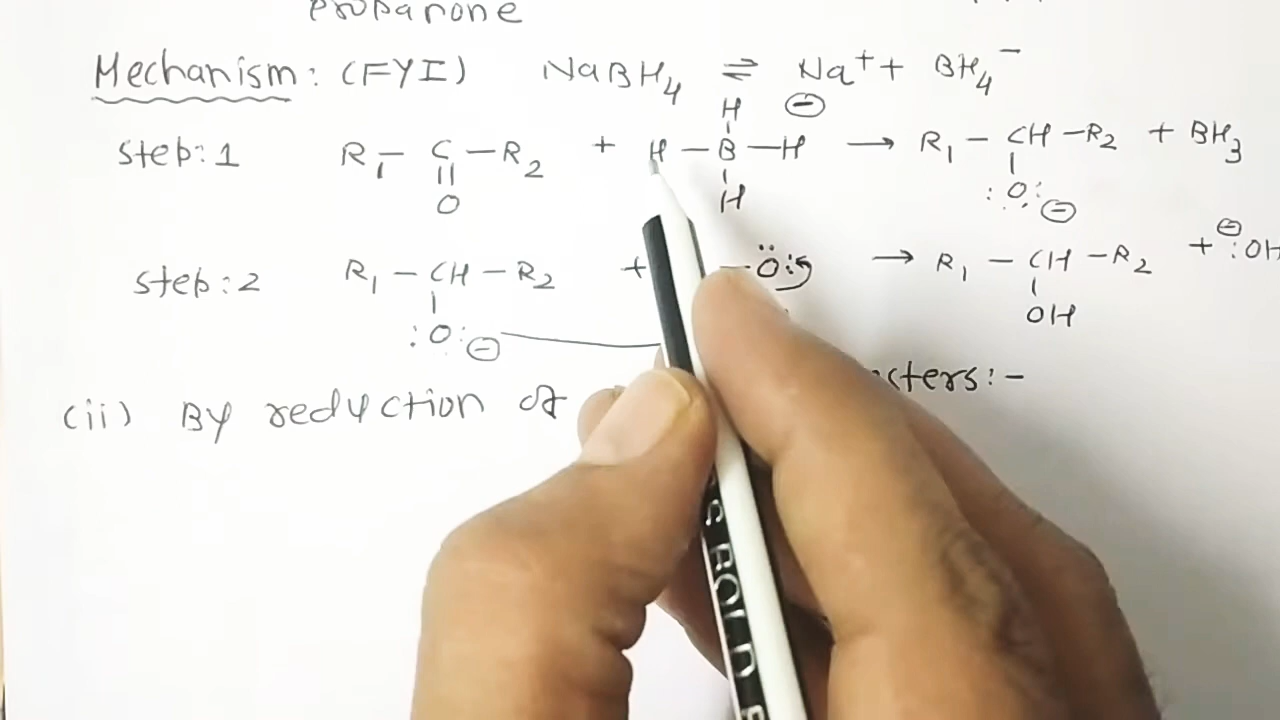 propanone
Mechanism: (FYI) NaBH₄ ⇌ Na⁺ + BH₄⁻
H ⊖
step:1 R₁ – C – R₂ + H – B – H → R₁ – CH – R₂ + BH₃
|| | |
O H :O: ⊖
step:2 R₁ – CH – R₂ + – O: → R₁ – CH – R₂ + ⊖:OH
| |
:O: ⊖ OH
(ii) By reduction of
S BOLD